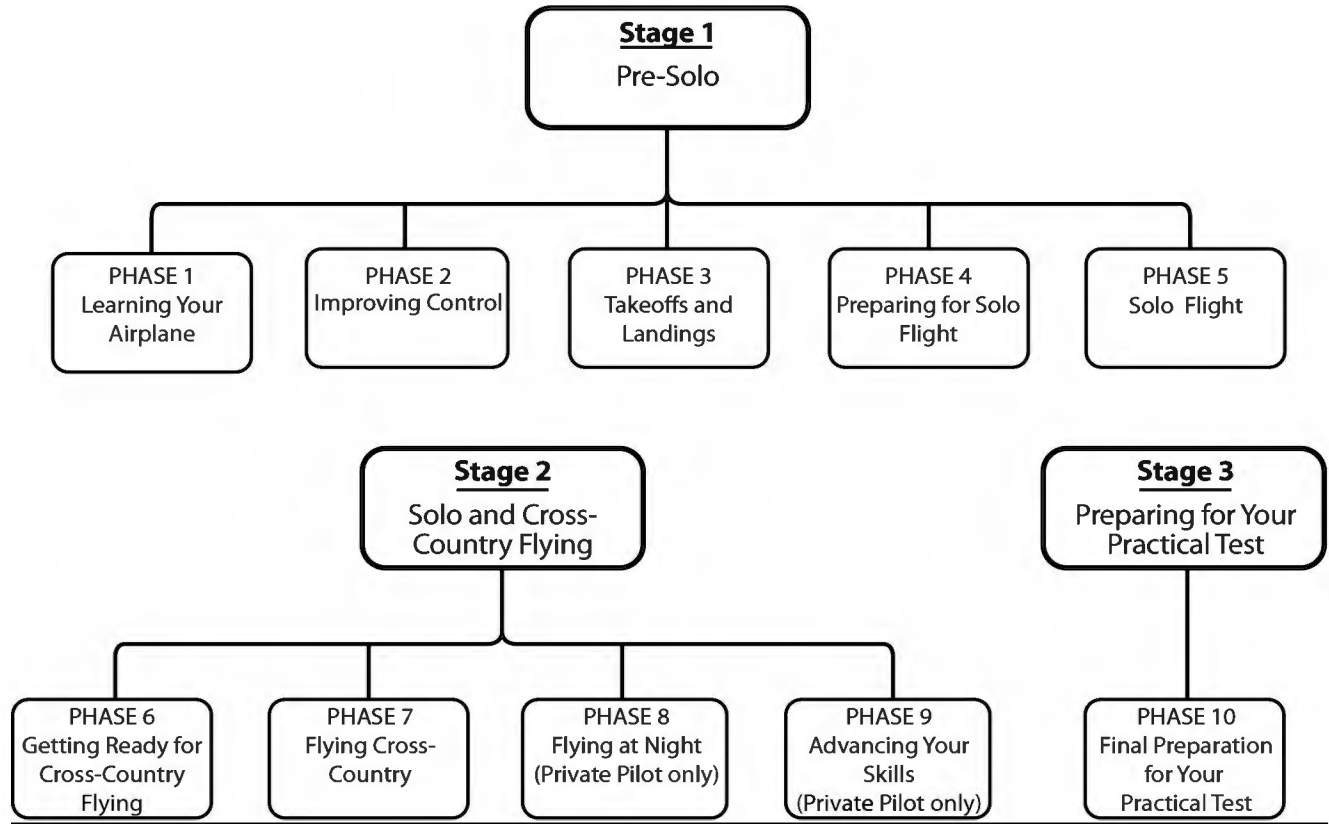 Stage 1
Pre-Solo
PHASE 1
Learning Your
Airplane
PHASE 2
Improving Control
PHASE 3
Takeoffs and
Landings
PHASE 4
Preparing for Solo
Flight
PHASE 5
Solo Flight
Stage 2
Solo and Cross-
Country Flying
Stage 3
Preparing for Your
Practical Test
PHASE 6
Getting Ready for
Cross-Country
Flying
PHASE 7
Flying Cross-
Country
PHASE 8
Flying at Night
(Private Pilot only)
PHASE 9
Advancing Your
Skills
(Private Pilot only)
PHASE 10
Final Preparation
for Your
Practical Test